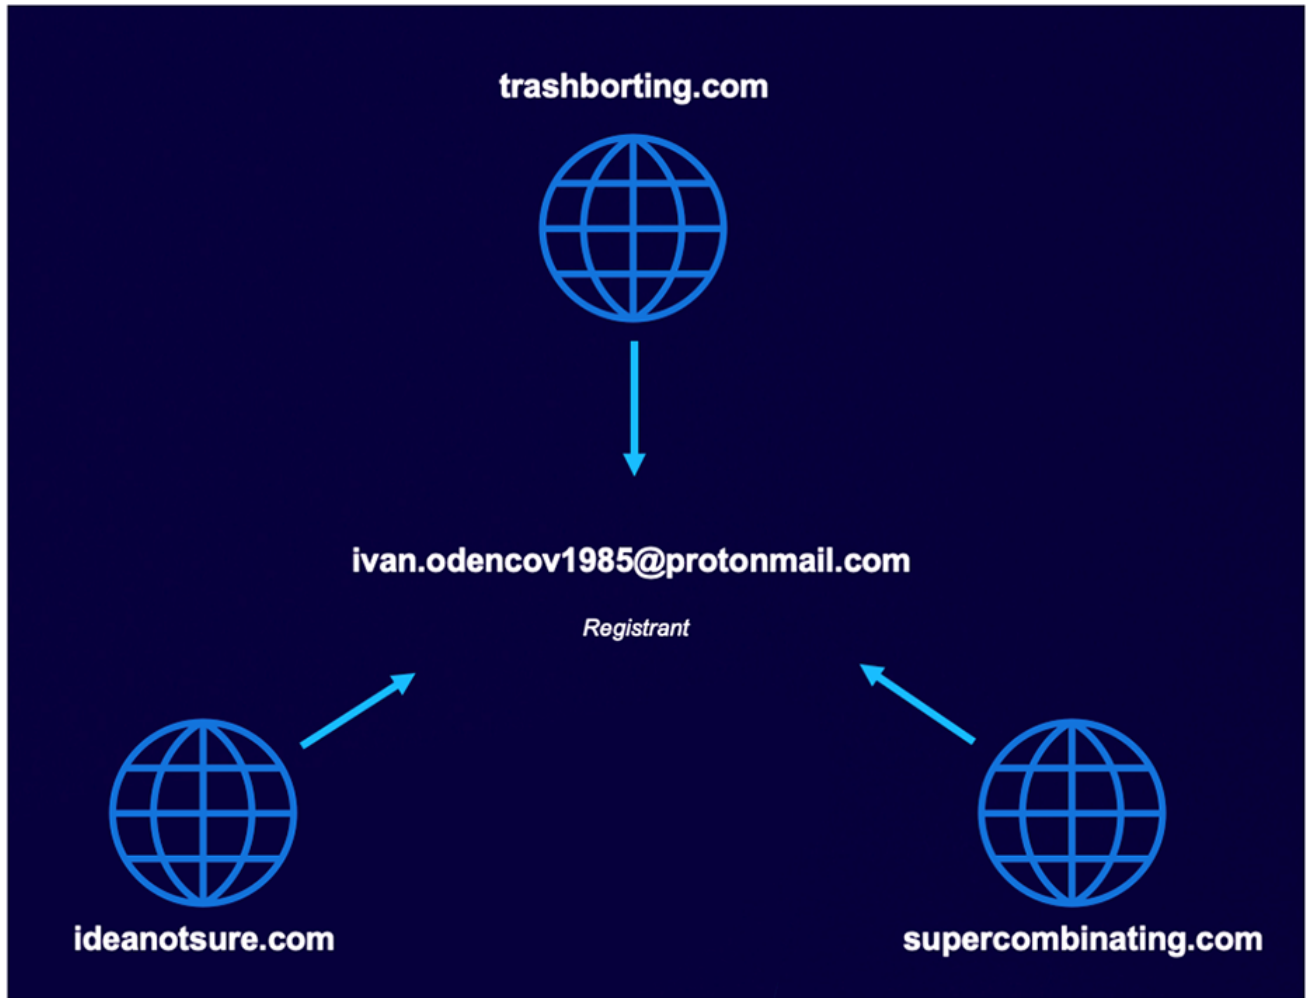 trashborting.com
ivan.odencov1985@protonmail.com
Registrant
ideanotsure.com
supercombinating.com